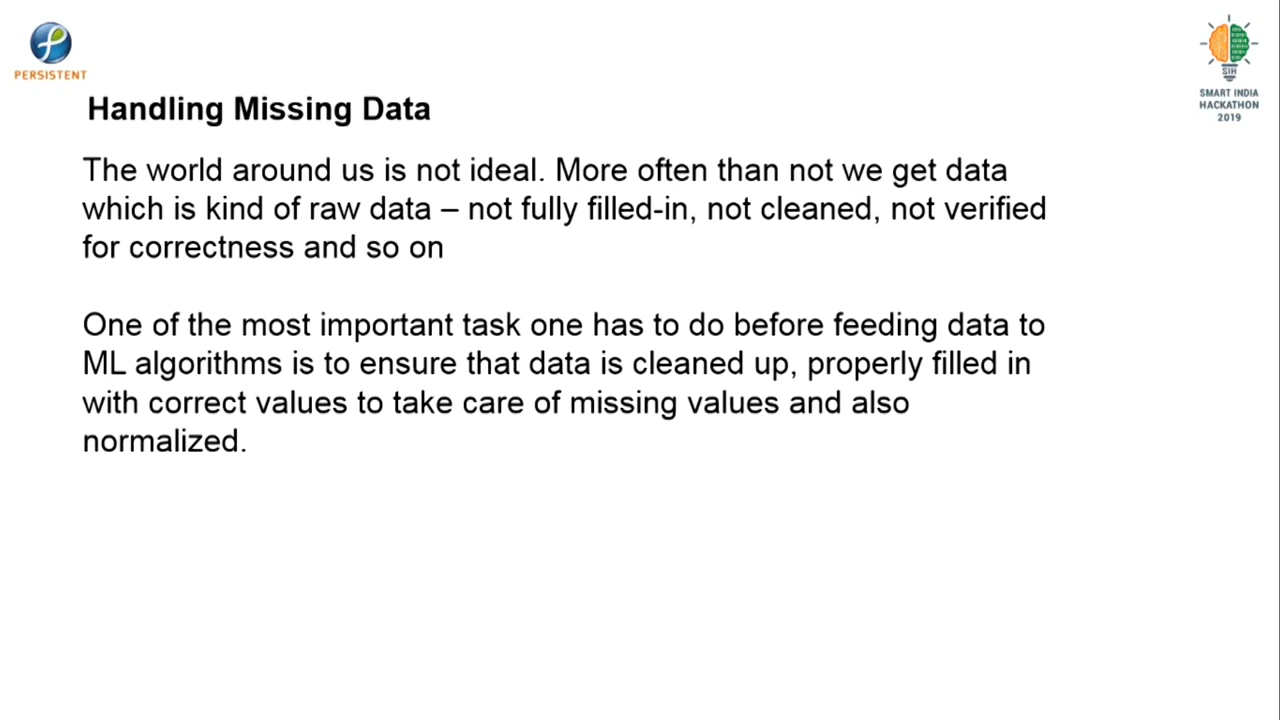 PERSISTENT
SIH
SMART INDIA
HACKATHON
2019
Handling Missing Data
The world around us is not ideal. More often than not we get data
which is kind of raw data – not fully filled-in, not cleaned, not verified
for correctness and so on
One of the most important task one has to do before feeding data to
ML algorithms is to ensure that data is cleaned up, properly filled in
with correct values to take care of missing values and also
normalized.